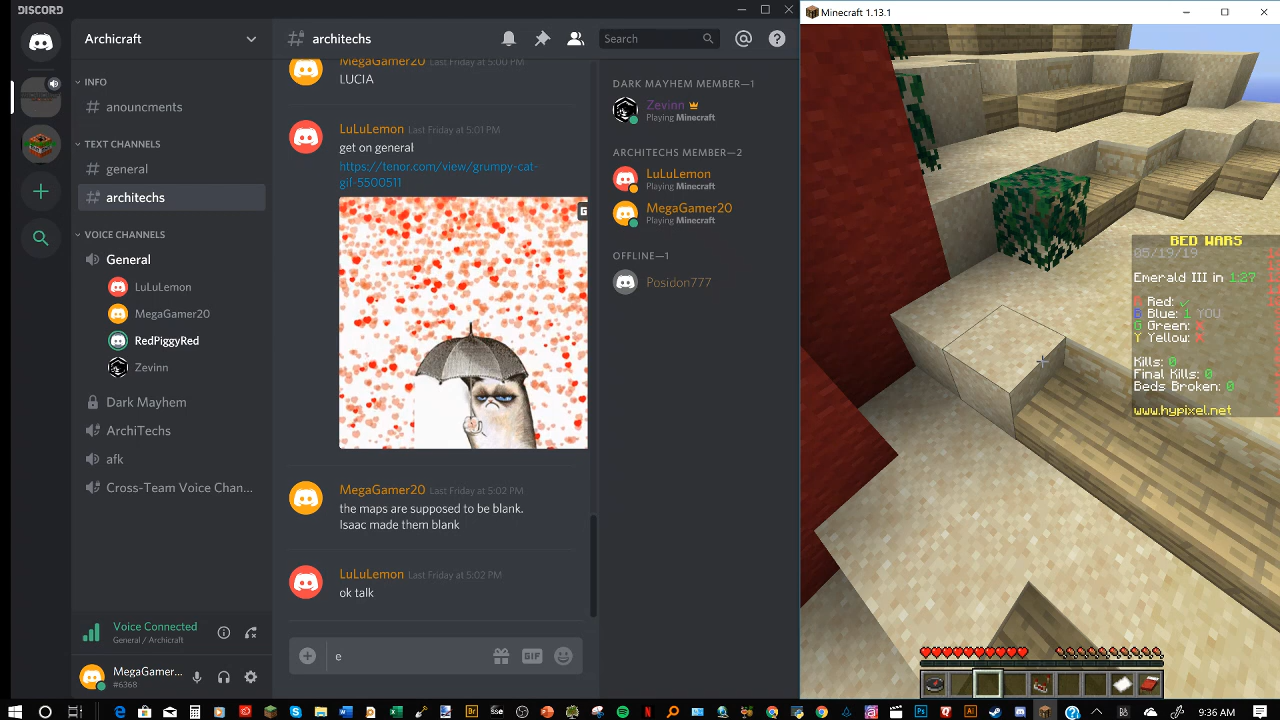 DISCORD
Archicraft
INFO
anouncments
TEXT CHANNELS
general
architechs
VOICE CHANNELS
General
LuLuLemon
MegaGamer20
RedPiggyRed
Zevinn
Dark Mayhem
ArchiTechs
afk
Cross-Team Voice Chan...
Voice Connected
General / Archicraft
MegaGamer...
#6368
architechs
Search
MegaGamer20 Last Friday at 5:00 PM
LUCIA
LuLuLemon Last Friday at 5:01 PM
get on general
https://tenor.com/view/grumpy-cat-
gif-5500511
G
MegaGamer20 Last Friday at 5:02 PM
the maps are supposed to be blank.
Isaac made them blank
LuLuLemon Last Friday at 5:02 PM
ok talk
e
GIF
DARK MAYHEM MEMBER—1
Zevinn
Playing Minecraft
ARCHITECHS MEMBER—2
LuLuLemon
Playing Minecraft
MegaGamer20
Playing Minecraft
OFFLINE—1
Posidon777
Minecraft 1.13.1
BED WARS
05/19/19
Emerald III in 1:27
R Red: ✓
B Blue: 1 YOU
G Green: ✗
Y Yellow: ✗
Kills: 0
Final Kills: 0
Beds Broken: 0
www.hypixel.net
9:36 AM